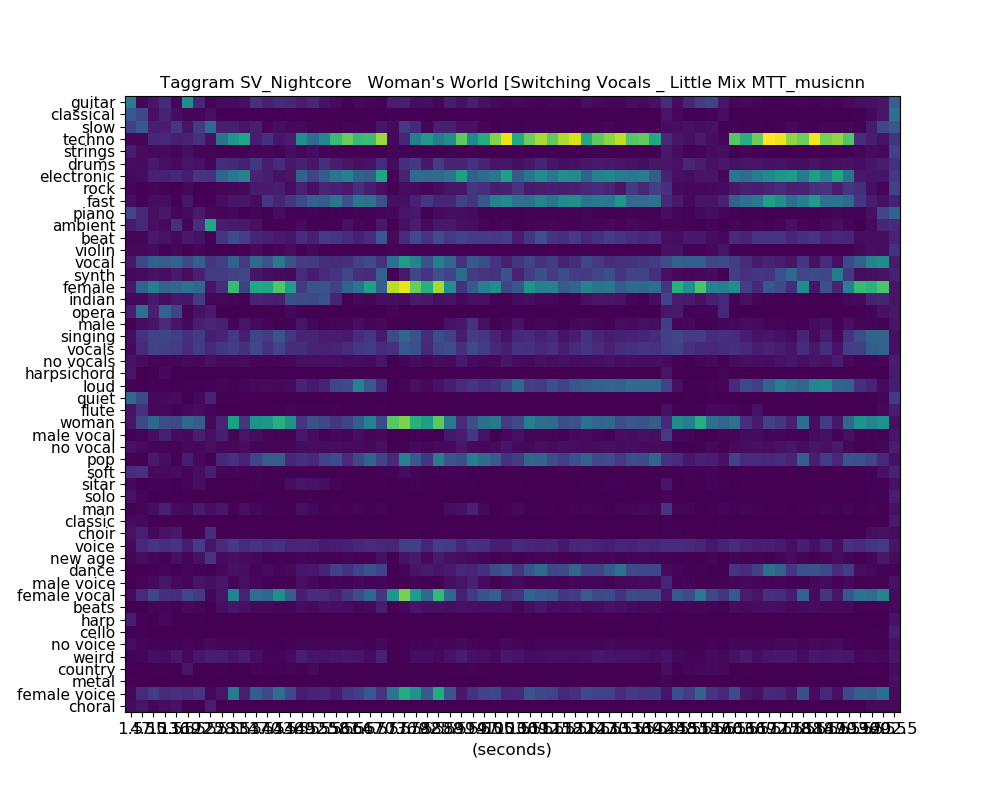 Taggram SV_Nightcore   Woman's World [Switching Vocals _ Little Mix MTT_musicnn
guitar
classical
slow
techno
strings
drums
electronic
rock
fast
piano
ambient
beat
violin
vocal
synth
female
indian
opera
male
singing
vocals
no vocals
harpsichord
loud
quiet
flute
woman
male vocal
no vocal
pop
soft
sitar
solo
man
classic
choir
voice
new age
dance
male voice
female vocal
beats
harp
cello
no voice
weird
country
metal
female voice
choral
(seconds)